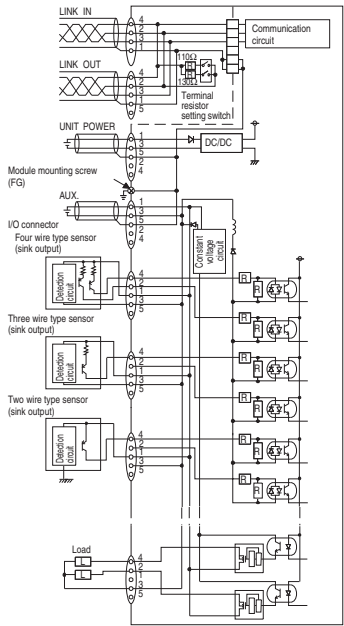 LINK IN
4
2
3
1
5
Communication
circuit
LINK OUT
4
2
3
1
5
110Ω
R
R
130Ω
Terminal
resistor
setting switch
UNIT POWER
1
3
5
2
4
DC/DC
Module mounting screw
(FG)
AUX.
1
3
5
2
4
Constant
voltage
circuit
I/O connector
Four wire type sensor
(sink output)
Detection
circuit
4
2
1
3
5
R
R
R
R
Three wire type sensor
(sink output)
Detection
circuit
4
2
1
3
5
R
R
R
R
Two wire type sensor
(sink output)
Detection
circuit
4
2
1
3
5
R
R
R
R
Load
L
L
4
2
1
3
5